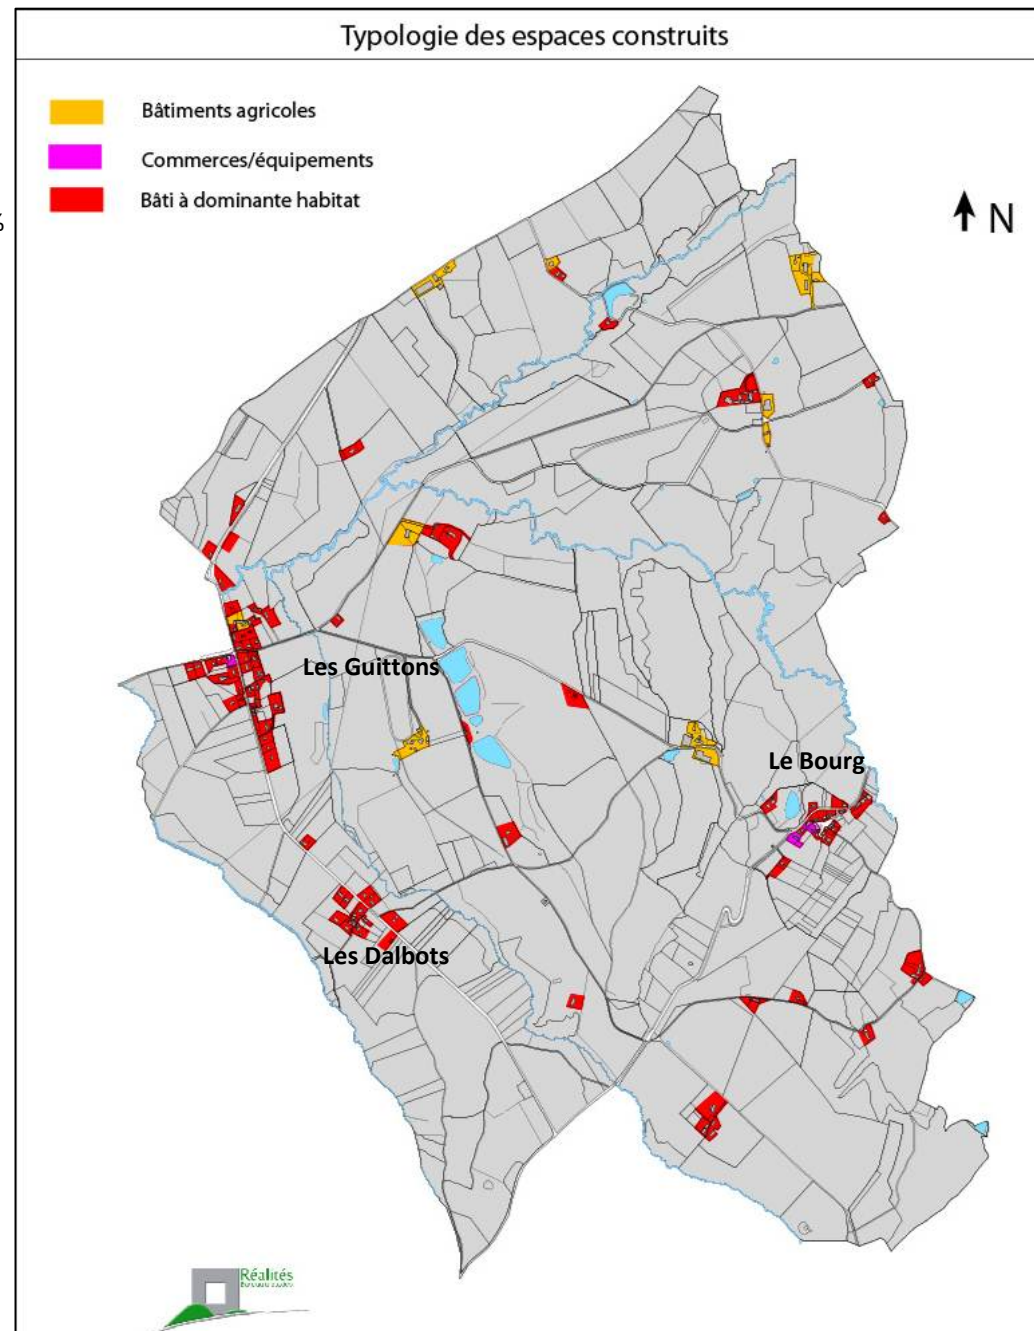 Typologie des espaces construits
Bâtiments agricoles
Commerces/équipements
Bâti à dominante habitat
%
N
Les Guittons
Le Bourg
Les Dalbots
Réalités